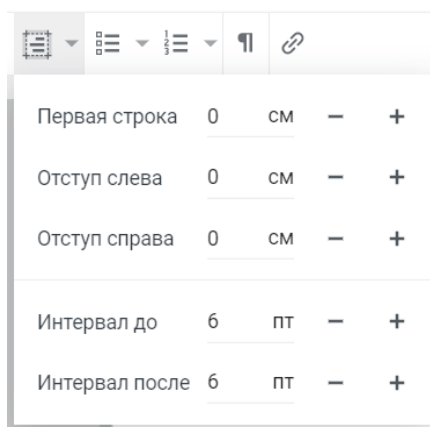 Первая строка 0 см − +
Отступ слева 0 см − +
Отступ справа 0 см − +
Интервал до 6 пт − +
Интервал после 6 пт − +